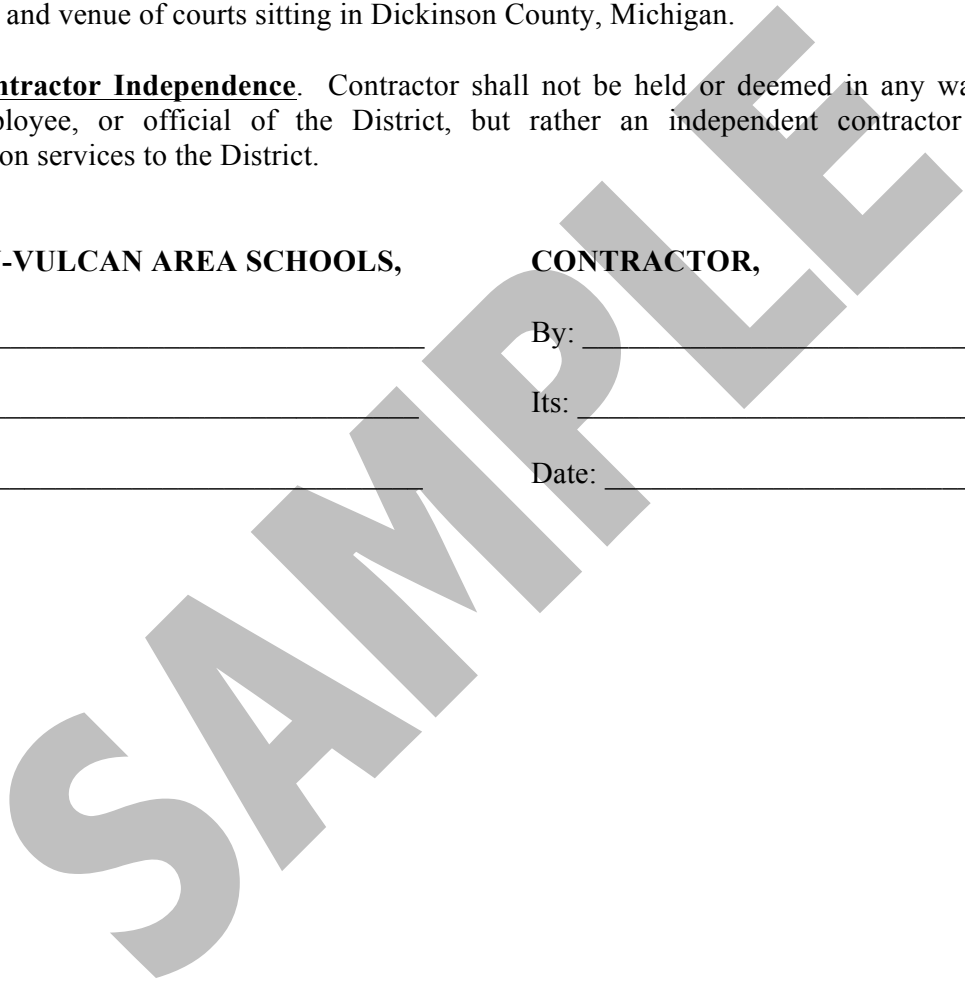 and venue of courts sitting in Dickinson County, Michigan.
ntractor Independence. Contractor shall not be held or deemed in any wa
ployee, or official of the District, but rather an independent contractor
on services to the District.
-VULCAN AREA SCHOOLS,
CONTRACTOR,
By:
Its:
Date:
SAMPLE